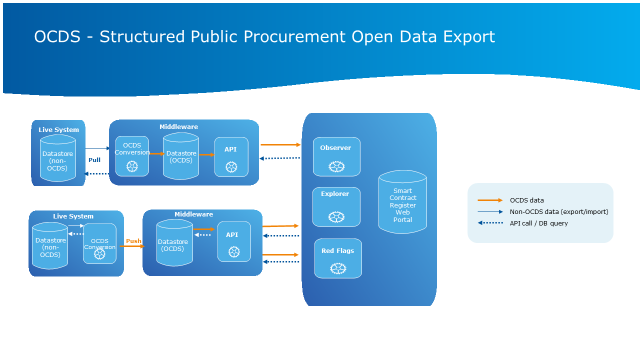 OCDS - Structured Public Procurement Open Data Export
Live System
Datastore
(non-
OCDS)
Pull
Middleware
OCDS
Conversion
Datastore
(OCDS)
API
Live System
Datastore
(non-
OCDS)
OCDS
Conversion
Push
Middleware
Datastore
(OCDS)
API
Observer
Explorer
Red Flags
Smart
Contract
Register
Web
Portal
OCDS data
Non-OCDS data (export/import)
API call / DB query